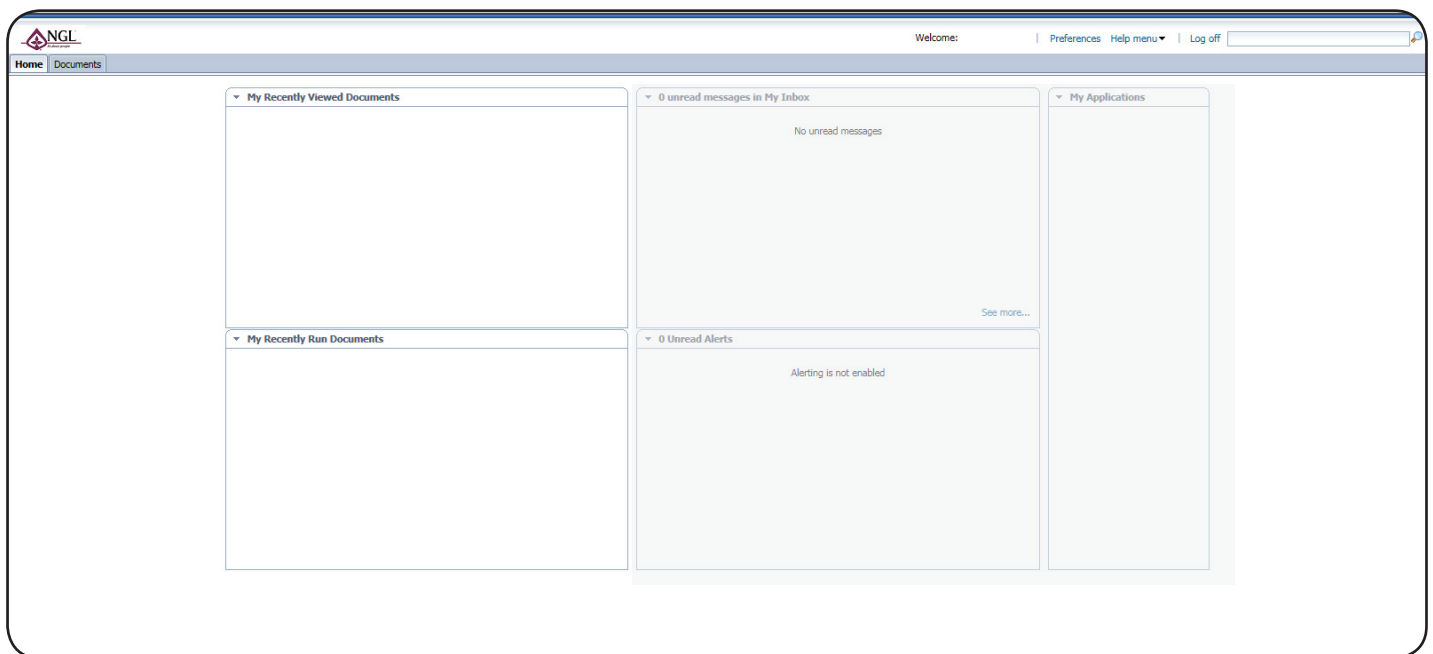 NGL
Welcome: | Preferences Help menu | Log off
Home Documents
My Recently Viewed Documents
0 unread messages in My Inbox
My Applications
No unread messages
See more...
My Recently Run Documents
0 Unread Alerts
Alerting is not enabled